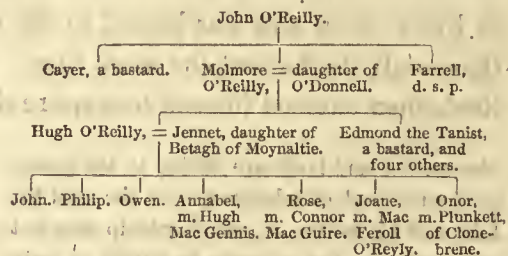 John O'Reilly.
Cayer, a bastard. Molmore = daughter of Farrell,
O'Reilly, O'Donnell. d. s. p.
Hugh O'Reilly, = Jennet, daughter of Edmond the Tanist,
Betagh of Moynaltie. a bastard, and
four others.
John. Philip. Owen. Annabel, Rose, Joane, Onor,
m. Hugh m. Connor m. Mac m. Plunkett,
Mac Gennis. Mac Guire. Feroll of Clone-
O'Reyly. brene.